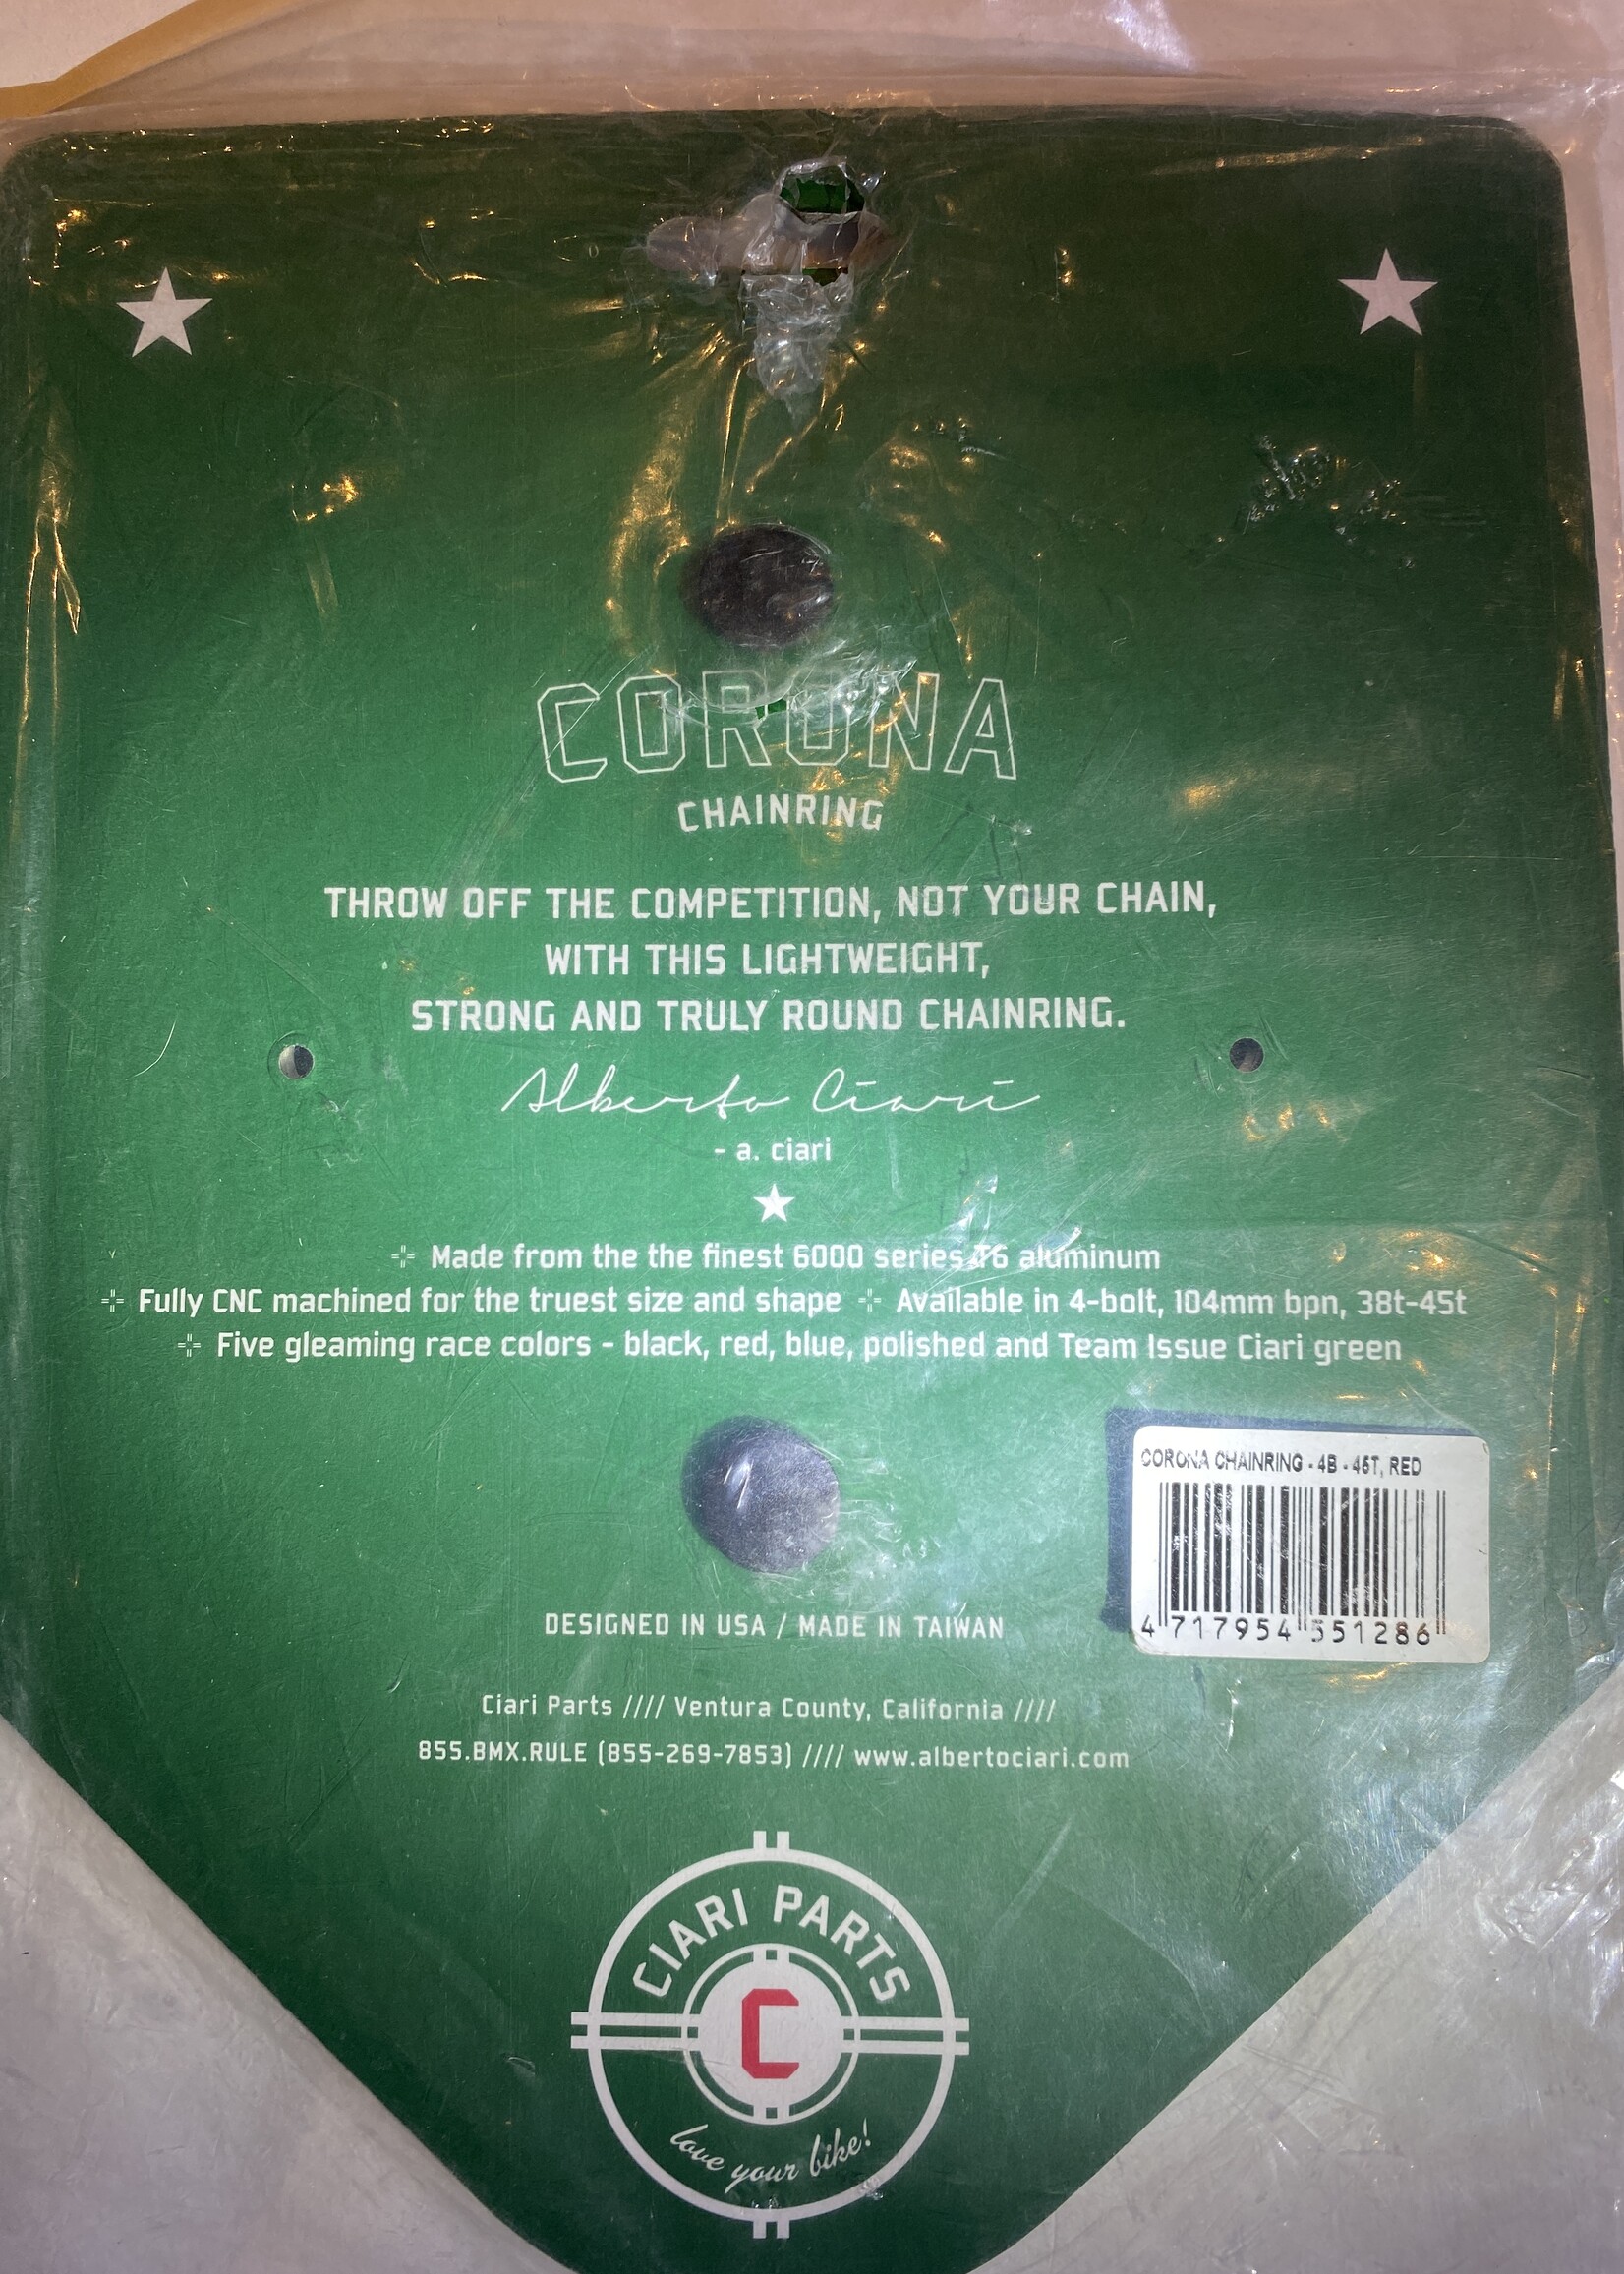 CORONA
CHAINRING
THROW OFF THE COMPETITION, NOT YOUR CHAIN,
WITH THIS LIGHTWEIGHT,
STRONG AND TRULY ROUND CHAINRING.
Alberto Ciari
- a. ciari
Made from the the finest 6000 series T6 aluminum
Fully CNC machined for the truest size and shape Available in 4-bolt, 104mm bpn, 38t-45t
Five gleaming race colors - black, red, blue, polished and Team Issue Ciari green
CORONA CHAINRING - 4B - 45T, RED
4 717954 551286
DESIGNED IN USA / MADE IN TAIWAN
Ciari Parts //// Ventura County, California ////
855.BMX.RULE (855-269-7853) //// www.albertociari.com
CIARI PARTS
C
love your bike!